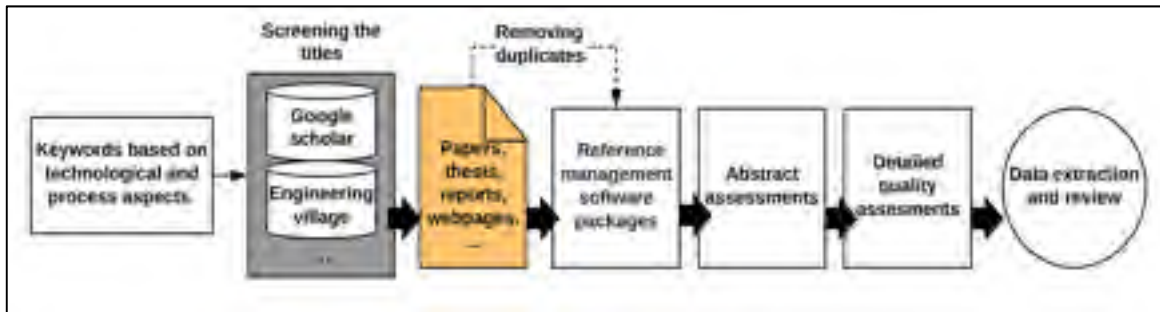 Screening the
titles
Removing
duplicates
Keywords based on
technological and
process aspects.
Google
scholar
Engineering
village
...
Papers,
thesis,
reports,
webpages.
...
Reference
management
software
packages
Abstract
assessments
Detailed
quality
assesments
Data extraction
and review